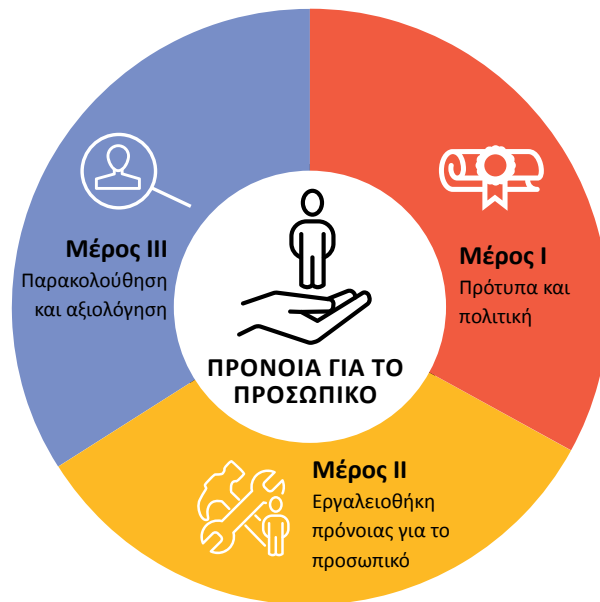 Μέρος III
Παρακολούθηση
και αξιολόγηση
Μέρος I
Πρότυπα και
πολιτική
ΠΡΟΝΟΙΑ ΓΙΑ ΤΟ
ΠΡΟΣΩΠΙΚΟ
Μέρος II
Εργαλειοθήκη
πρόνοιας για το
προσωπικό